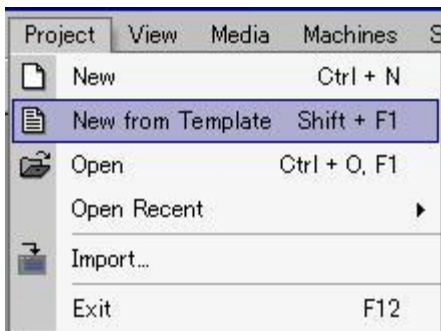 Project View Media Machines S
New Ctrl + N
New from Template Shift + F1
Open Ctrl + O, F1
Open Recent
Import...
Exit F12